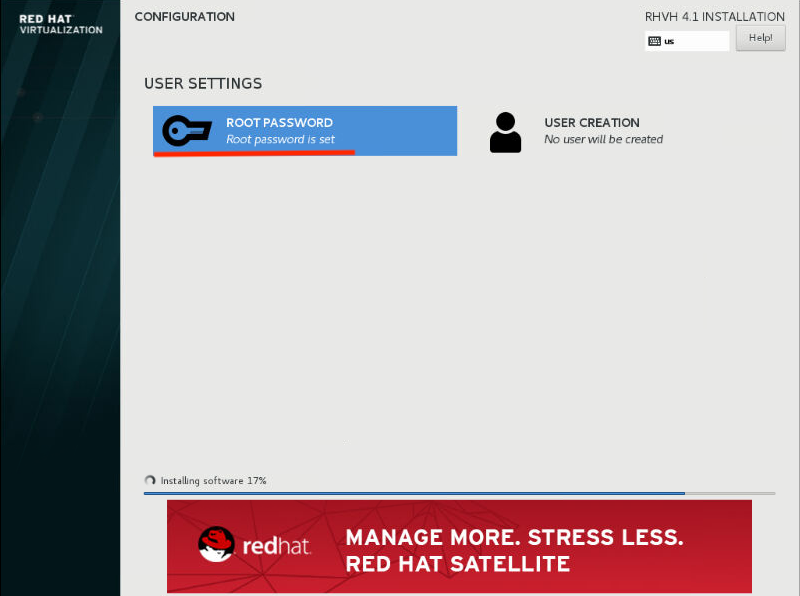 RED HAT
VIRTUALIZATION
CONFIGURATION
RHVH 4.1 INSTALLATION
us
Help!
USER SETTINGS
ROOT PASSWORD
Root password is set
USER CREATION
No user will be created
Installing software 17%
redhat.
MANAGE MORE. STRESS LESS.
RED HAT SATELLITE